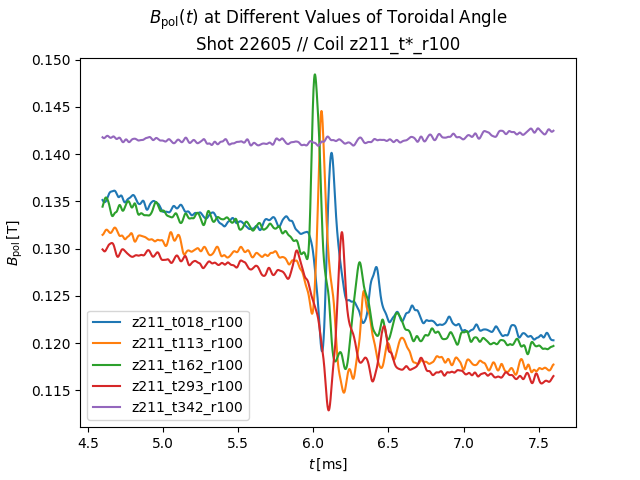 B_pol(t) at Different Values of Toroidal Angle
Shot 22605 // Coil z211_t*_r100
B_pol [T]
0.150
0.145
0.140
0.135
0.130
0.125
0.120
0.115
z211_t018_r100
z211_t113_r100
z211_t162_r100
z211_t293_r100
z211_t342_r100
4.5 5.0 5.5 6.0 6.5 7.0 7.5
t [ms]